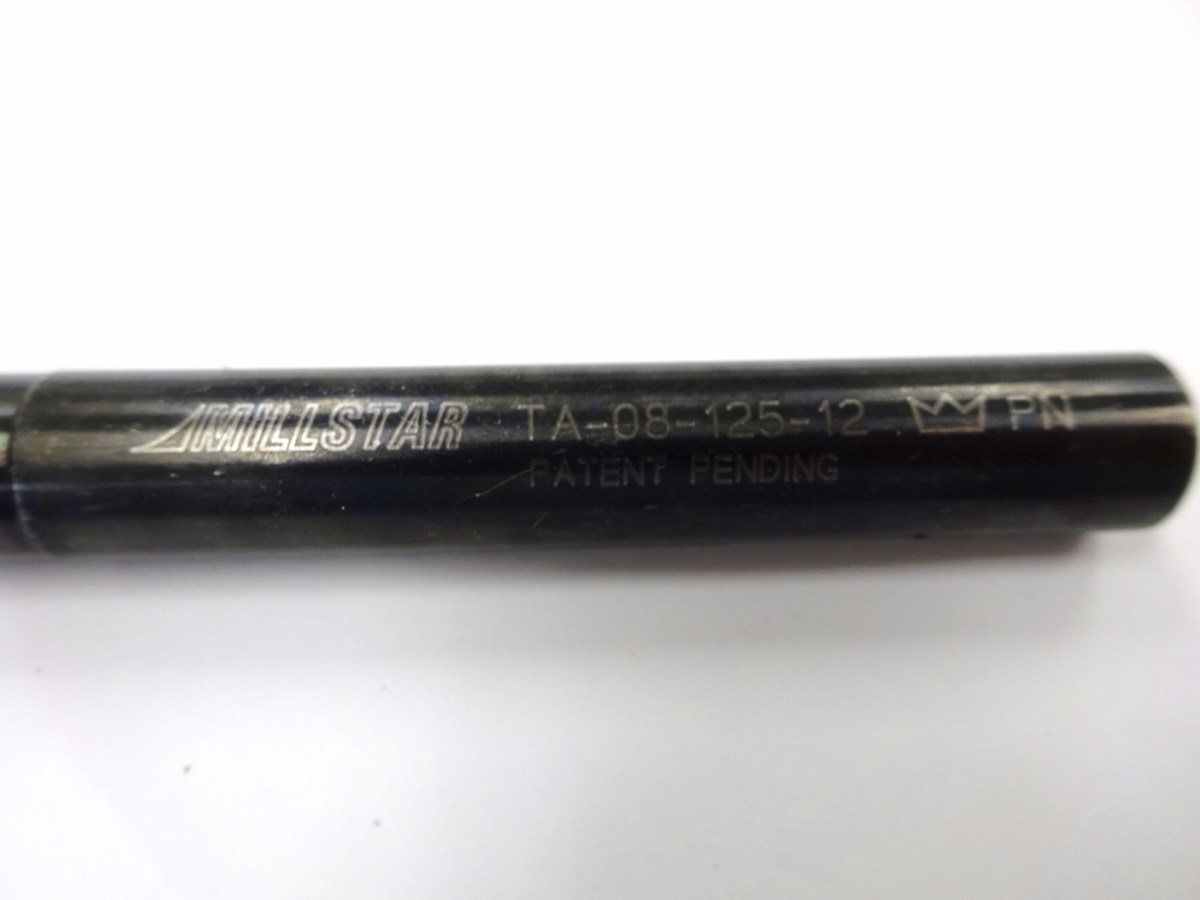 MILLSTAR TA-08-125-12 PN
PATENT PENDING